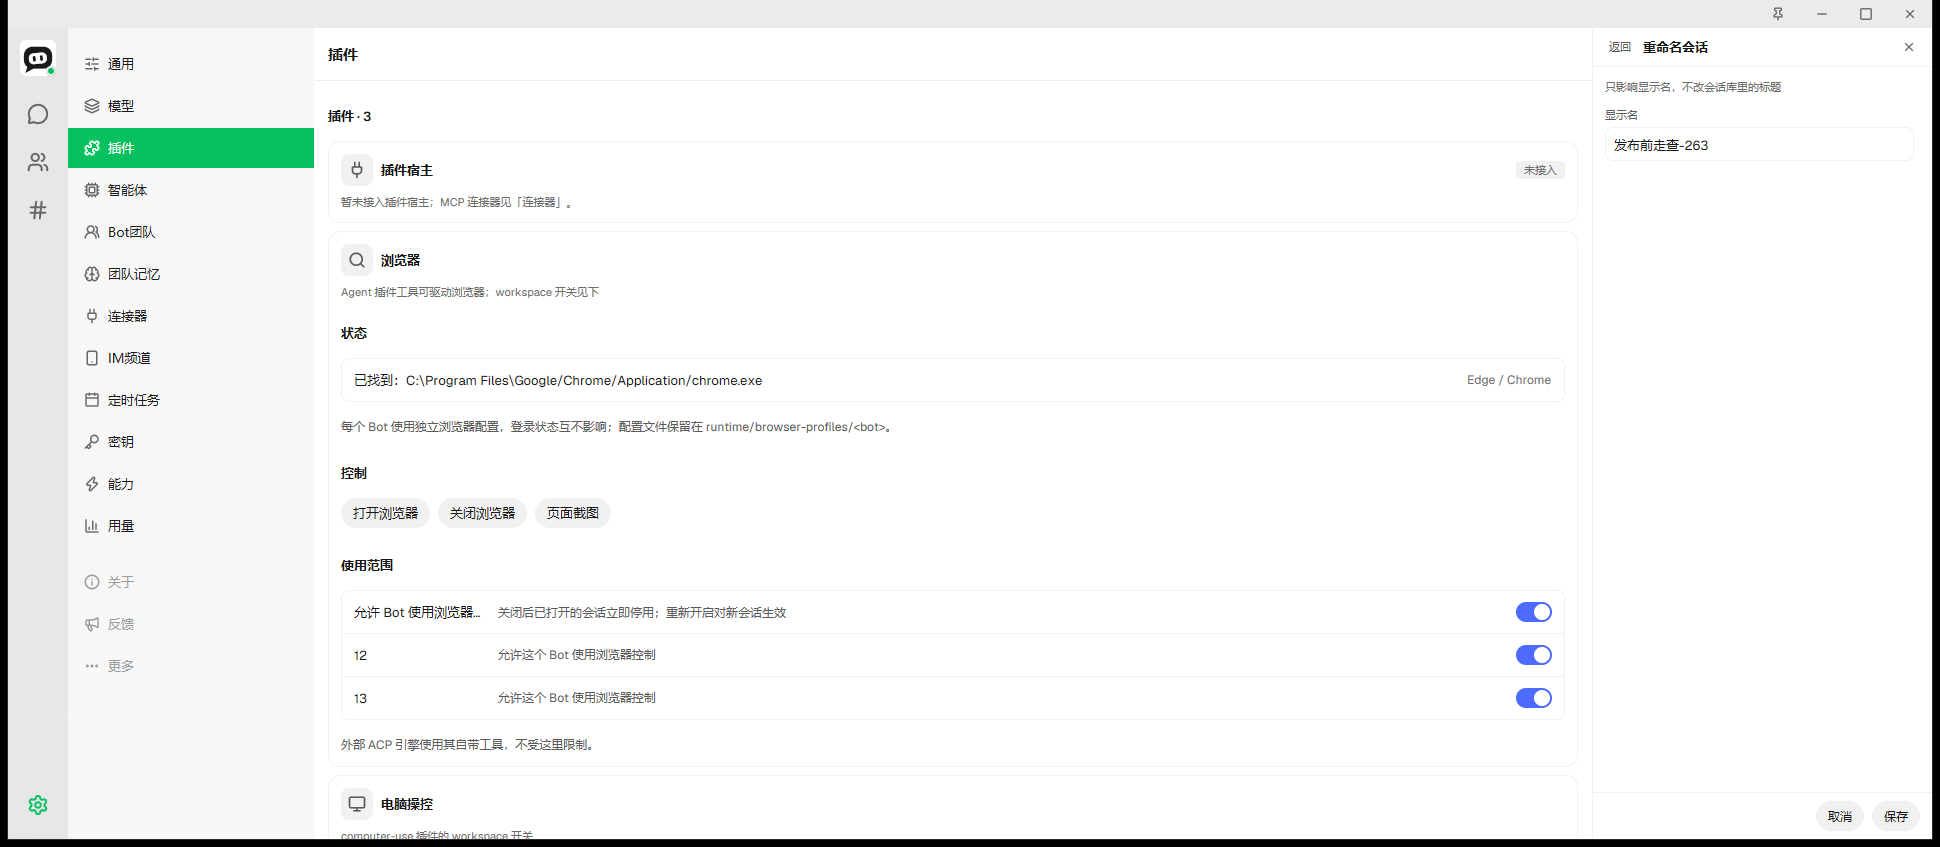 通用
模型
插件
智能体
Bot团队
团队记忆
连接器
IM频道
定时任务
密钥
能力
用量
关于
反馈
更多
插件
插件 · 3
插件宿主
未接入
暂未接入插件宿主；MCP 连接器见「连接器」。
浏览器
Agent 插件工具可驱动浏览器；workspace 开关见下
状态
已找到：C:\Program Files\Google/Chrome/Application/chrome.exe
Edge / Chrome
每个 Bot 使用独立浏览器配置，登录状态互不影响；配置文件保留在 runtime/browser-profiles/<bot>。
控制
打开浏览器
关闭浏览器
页面截图
使用范围
允许 Bot 使用浏览器...
关闭后已打开的会话立即停用；重新开启对新会话生效
12
允许这个 Bot 使用浏览器控制
13
允许这个 Bot 使用浏览器控制
外部 ACP 引擎使用其自带工具，不受这里限制。
电脑操控
computer-use 插件的 workspace 开关
返回
重命名会话
只影响显示名，不改会话库里的标题
显示名
发布前走查-263
取消
保存